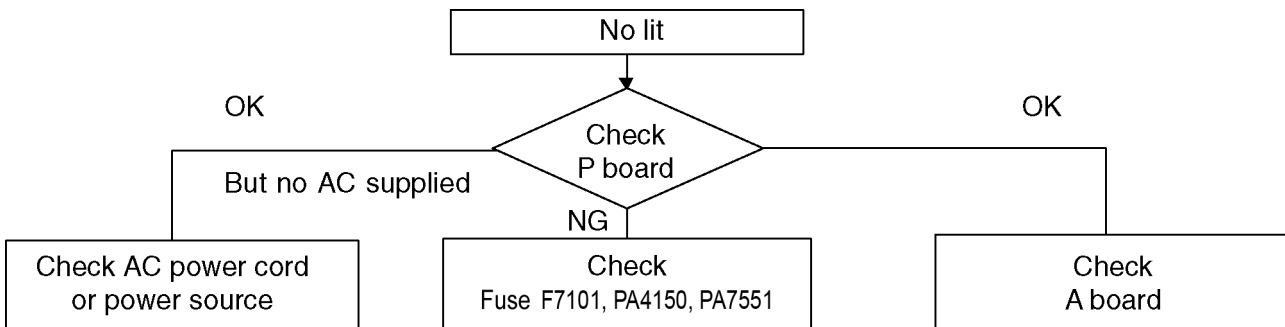 No lit
OK
OK
Check
P board
But no AC supplied
NG
Check AC power cord
or power source
Check
Fuse F7101, PA4150, PA7551
Check
A board